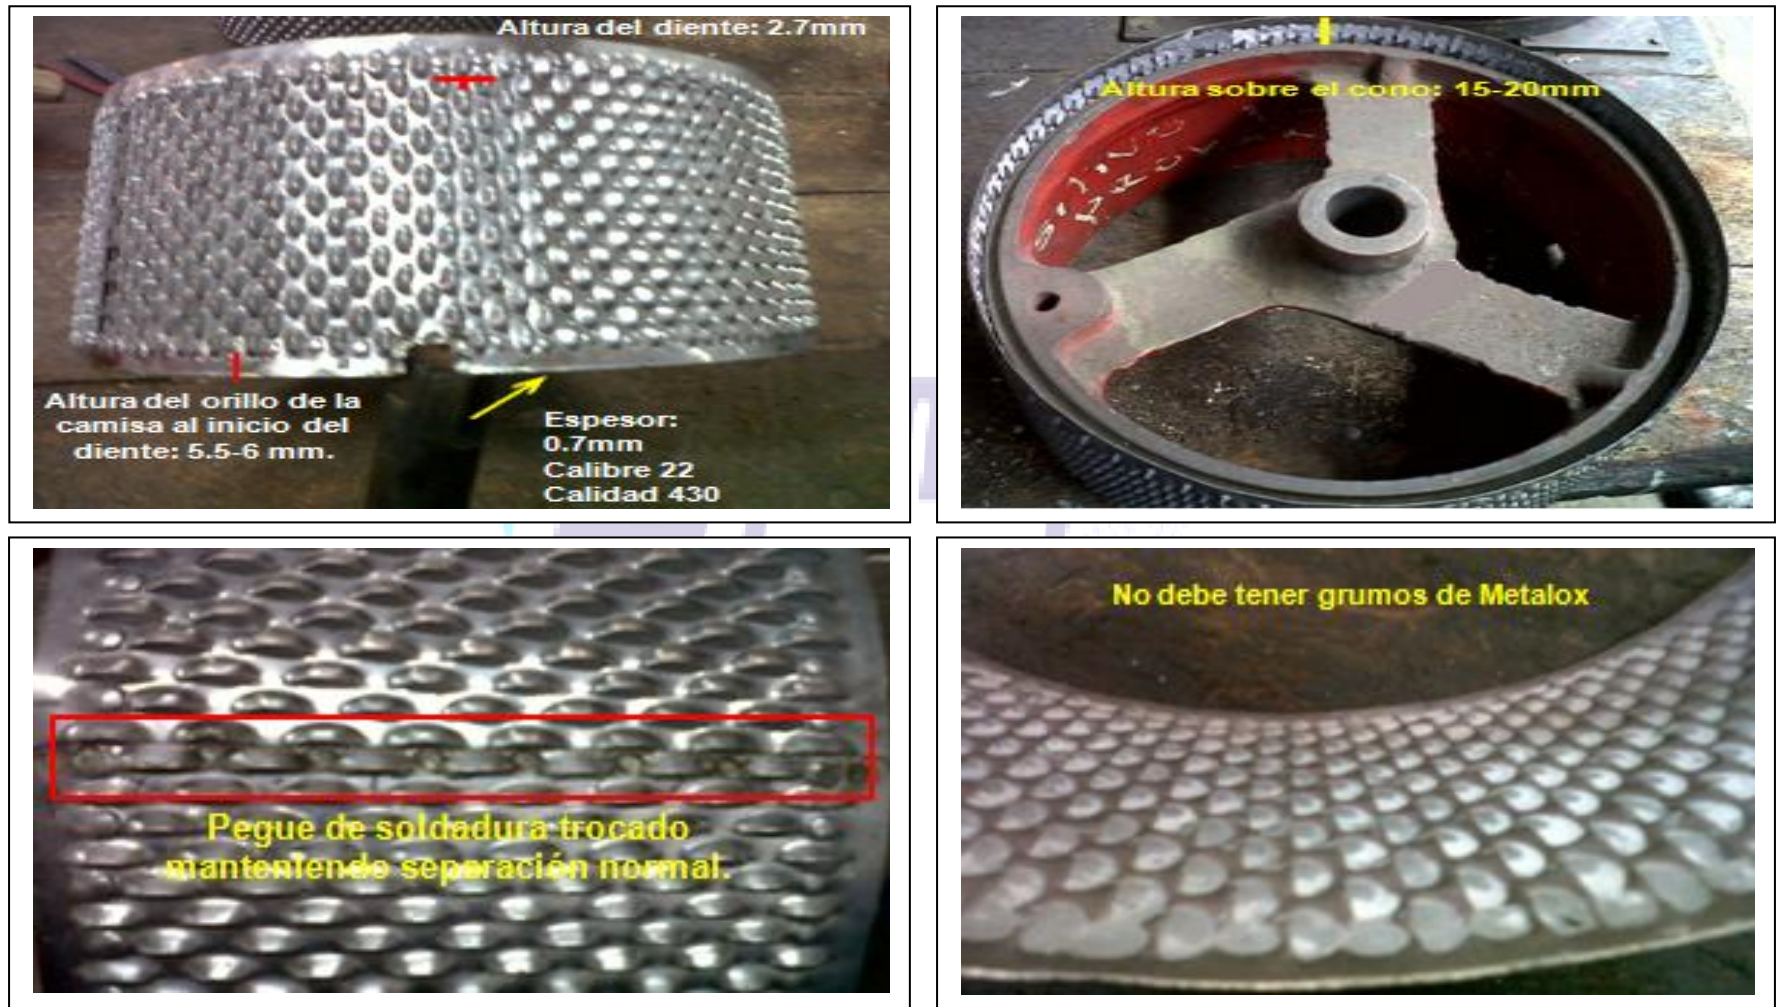 Altura del diente: 2.7mm
Altura del orillo de la
camisa al inicio del
diente: 5.5-6 mm.
Espesor:
0.7mm
Calibre 22
Calidad 430
Altura sobre el cono: 15-20mm
Pegue de soldadura trocado
manteniendo separación normal.
No debe tener grumos de Metalox